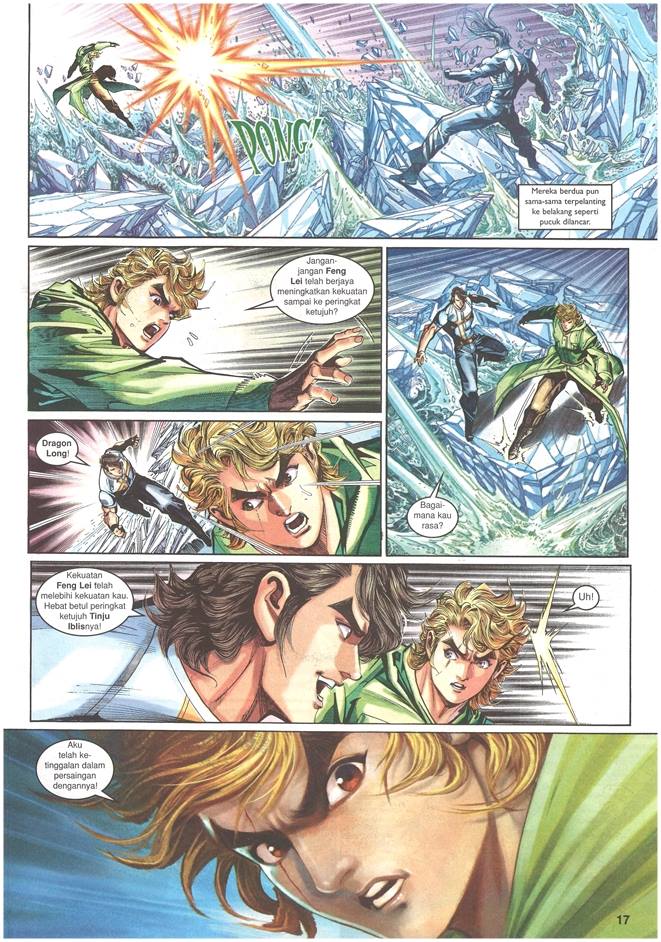 PONG!
Mereka berdua pun
sama-sama terpelanting
ke belakang seperti
pucuk dilancar.
Jangan-
jangan Feng
Lei telah berjaya
meningkatkan kekuatan
sampai ke peringkat
ketujuh?
Dragon
Long!
Bagai-
mana kau
rasa?
Kekuatan
Feng Lei telah
melebihi kekuatan kau.
Hebat betul peringkat
ketujuh Tinju
Iblisnya!
Uh!
Aku
telah ke-
tinggalan dalam
persaingan
dengannya!
17